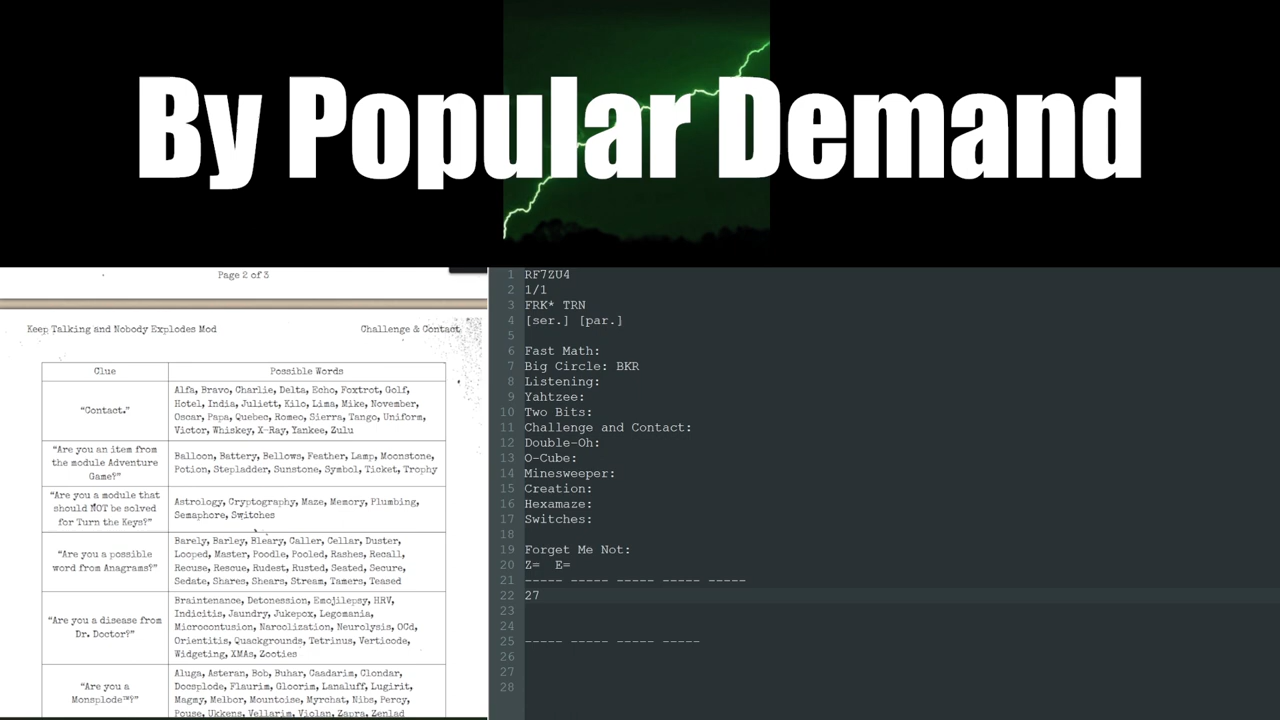 By Popular Demand
Page 2 of 3
Keep Talking and Nobody Explodes Mod
Challenge & Contact
Clue
Possible Words
"Contact."
Alfa, Bravo, Charlie, Delta, Echo, Foxtrot, Golf,
Hotel, India, Juliett, Kilo, Lima, Mike, November,
Oscar, Papa, Quebec, Romeo, Sierra, Tango, Uniform,
Victor, Whiskey, X-Ray, Yankee, Zulu
"Are you an item from
the module Adventure
Game?"
Balloon, Battery, Bellows, Feather, Lamp, Moonstone,
Potion, Stepladder, Sunstone, Symbol, Ticket, Trophy
"Are you a module that
should NOT be solved
for Turn the Keys?"
Astrology, Cryptography, Maze, Memory, Plumbing,
Semaphore, Switches
"Are you a possible
word from Anagrams?"
Barely, Barley, Bleary, Caller, Cellar, Duster,
Looped, Master, Poodle, Pooled, Rashes, Recall,
Recuse, Rescue, Rudest, Rusted, Seated, Secure,
Sedate, Shares, Shears, Stream, Tamers, Teased
"Are you a disease from
Dr. Doctor?"
Braintenance, Detonession, Emojilepsy, HRV,
Indicitis, Jaundry, Jukepox, Legomania,
Microcontusion, Narcolization, Neurolysis, OCd,
Orientitis, Quackgrounds, Tetrinus, Verticode,
Widgeting, XMAs, Zooties
"Are you a
Monsplode™?"
Aluga, Asteran, Bob, Buhar, Caadarim, Clondar,
Docsplode, Flaurim, Gloorim, Lanaluff, Lugirit,
Magmy, Melbor, Mountoise, Myrchat, Nibs, Percy,
Pouse, Ukkens, Vellarim, Violan, Zapra, Zenlad
1 RF7ZU4
2 1/1
3 FRK* TRN
4 [ser.] [par.]
5
6 Fast Math:
7 Big Circle: BKR
8 Listening:
9 Yahtzee:
10 Two Bits:
11 Challenge and Contact:
12 Double-Oh:
13 O-Cube:
14 Minesweeper:
15 Creation:
16 Hexamaze:
17 Switches:
18
19 Forget Me Not:
20 Z=  E=
21 ----- ----- ----- ----- -----
22 27
23
24
25 ----- ----- ----- -----
26
27
28